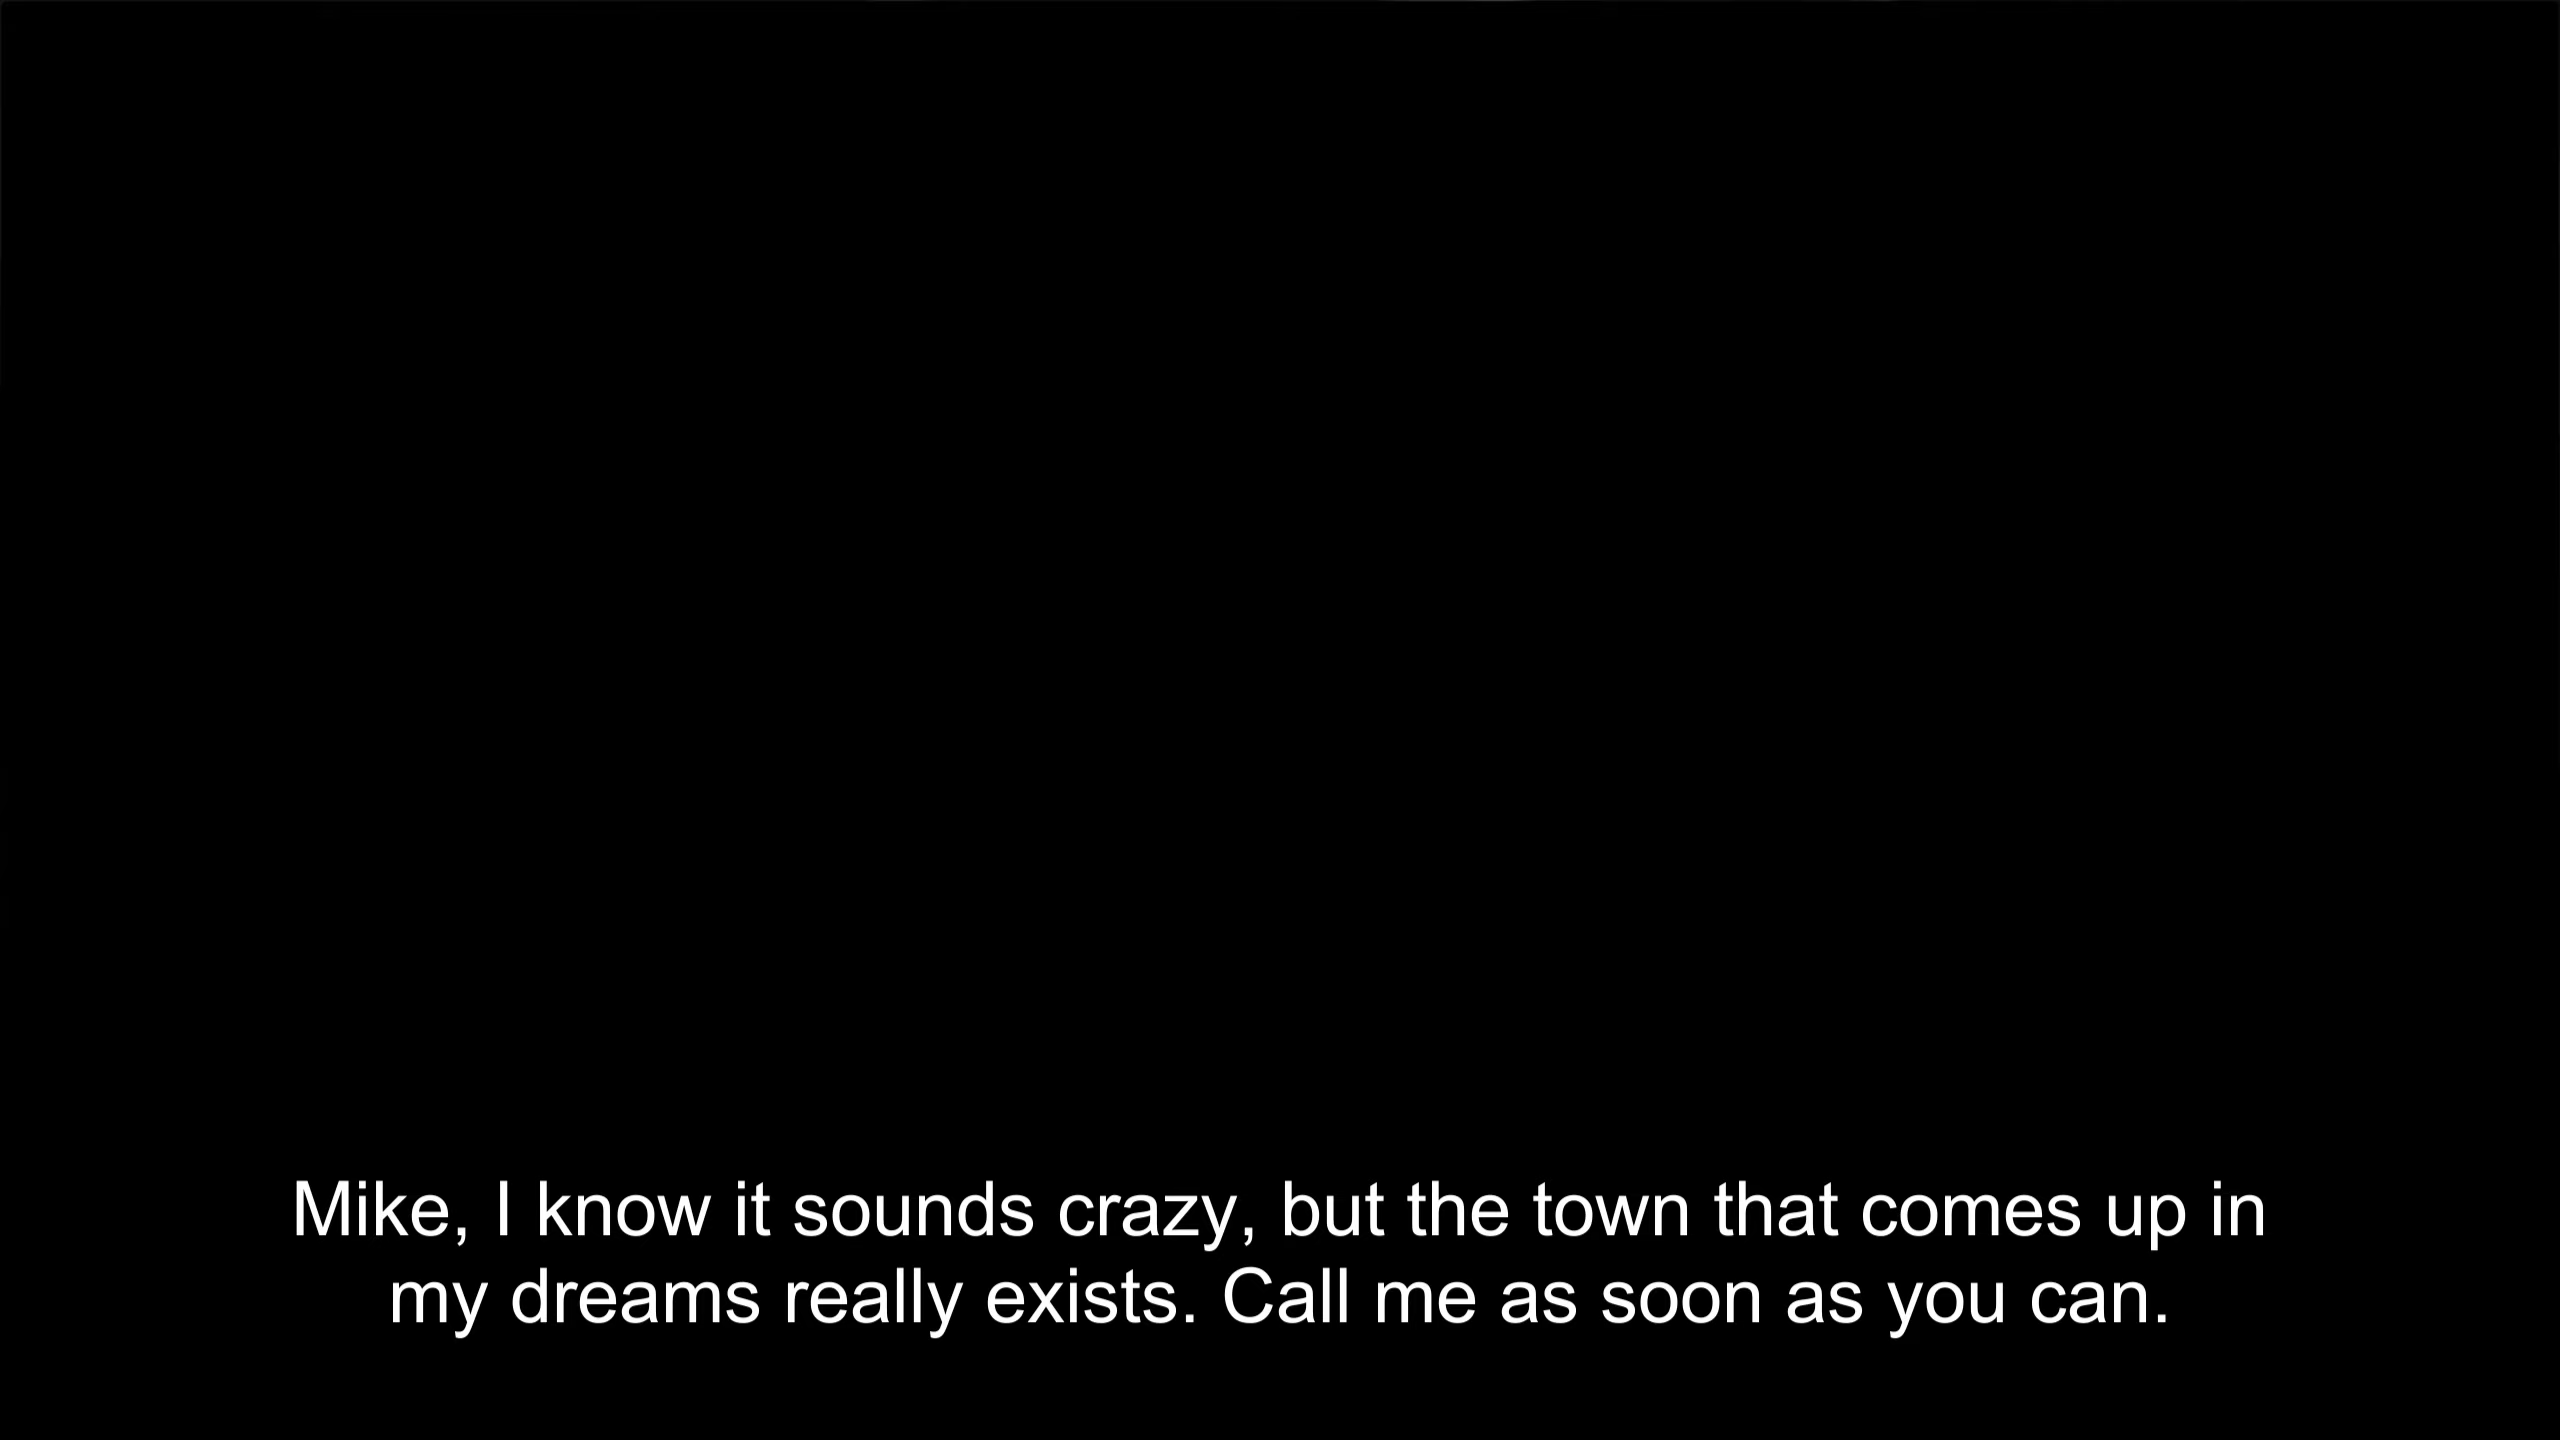 Mike, I know it sounds crazy, but the town that comes up in
my dreams really exists. Call me as soon as you can.